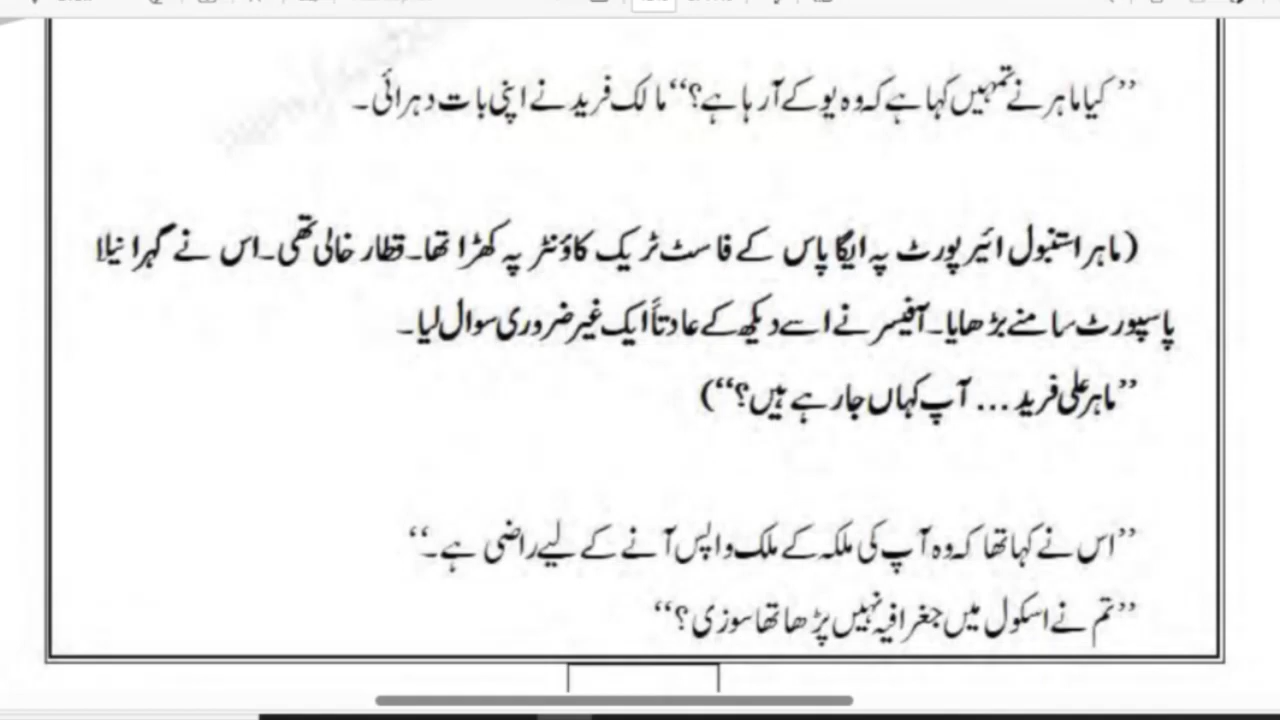 ”کیا ماہر نے تمہیں کہا ہے کہ وہ یو کے آ رہا ہے؟“ مالک فرید نے اپنی بات دہرائی۔
(ماہر استنبول ائیرپورٹ پہ ایگا پاس کے فاسٹ ٹریک کاؤنٹر پہ کھڑا تھا۔ قطار خالی تھی۔ اس نے گہرا نیلا
پاسپورٹ سامنے بڑھایا۔ آفیسر نے اسے دیکھ کے عادتاً ایک غیر ضروری سوال لیا۔
”ماہر علی فرید ... آپ کہاں جا رہے ہیں؟“)
”اس نے کہا تھا کہ وہ آپ کی ملکہ کے ملک واپس آنے کے لیے راضی ہے۔“
”تم نے اسکول میں جغرافیہ نہیں پڑھا تھا سوزی؟“